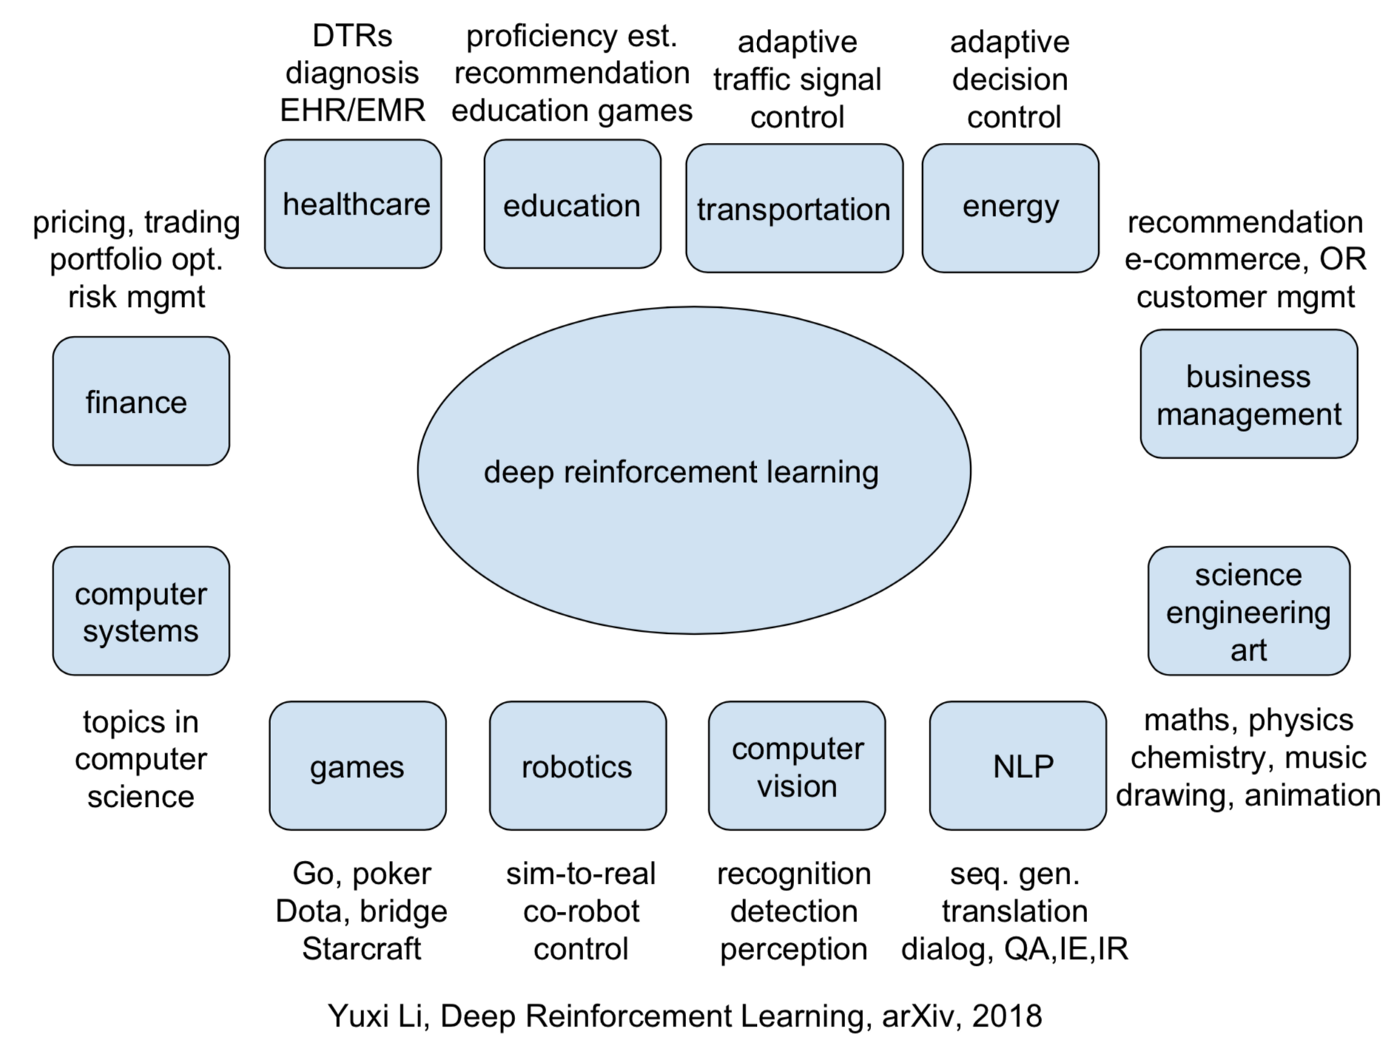 DTRs
diagnosis
EHR/EMR
healthcare
proficiency est.
recommendation
education games
education
adaptive
traffic signal
control
transportation
adaptive
decision
control
energy
pricing, trading
portfolio opt.
risk mgmt
finance
recommendation
e-commerce, OR
customer mgmt
business
management
deep reinforcement learning
computer
systems
topics in
computer
science
science
engineering
art
maths, physics
chemistry, music
drawing, animation
games
Go, poker
Dota, bridge
Starcraft
robotics
sim-to-real
co-robot
control
computer
vision
recognition
detection
perception
NLP
seq. gen.
translation
dialog, QA,IE,IR
Yuxi Li, Deep Reinforcement Learning, arXiv, 2018